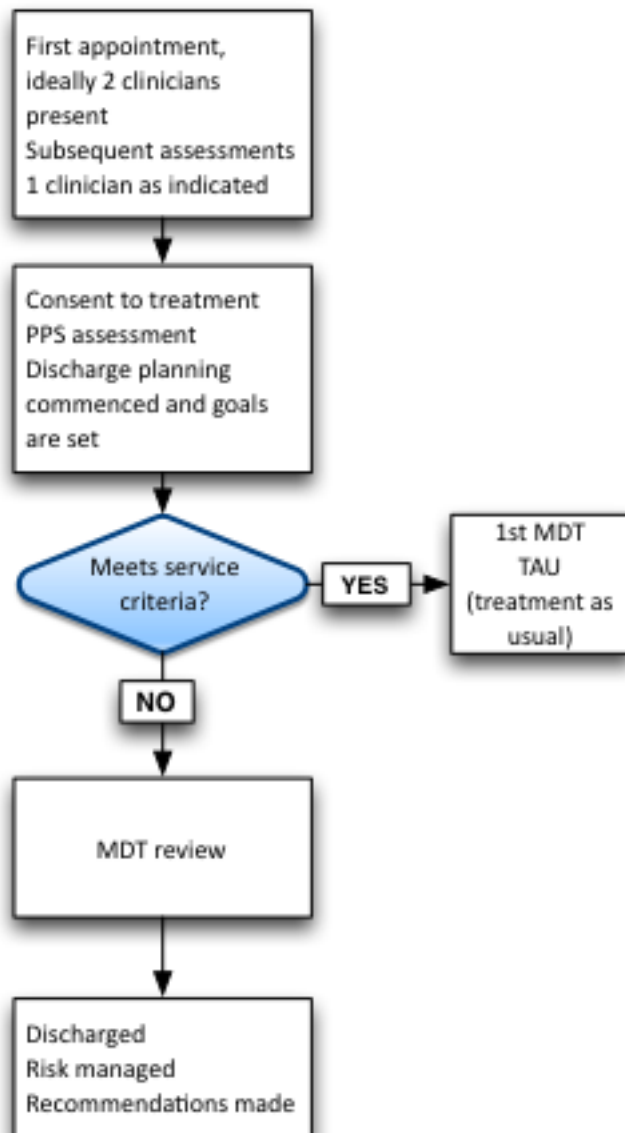 First appointment,
ideally 2 clinicians
present
Subsequent assessments
1 clinician as indicated
Consent to treatment
PPS assessment
Discharge planning
commenced and goals
are set
Meets service
criteria?
YES
1st MDT
TAU
(treatment as
usual)
NO
MDT review
Discharged
Risk managed
Recommendations made